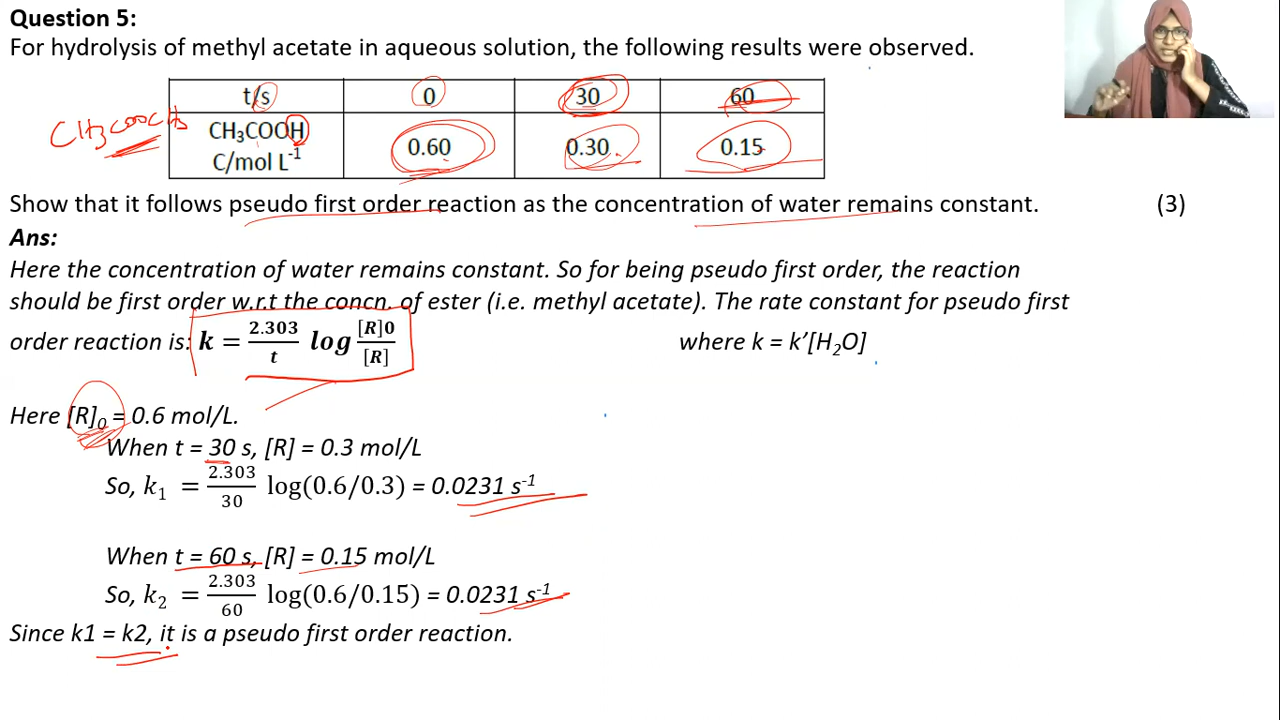 Question 5:
For hydrolysis of methyl acetate in aqueous solution, the following results were observed.
t/s 0 30 60
CH3COOCH3 CH₃COOH
C/mol L⁻¹ 0.60 0.30 0.15
Show that it follows pseudo first order reaction as the concentration of water remains constant. (3)
Ans:
Here the concentration of water remains constant. So for being pseudo first order, the reaction
should be first order w.r.t the concn. of ester (i.e. methyl acetate). The rate constant for pseudo first
order reaction is: k = 2.303/t log [R]0/[R] where k = k’[H₂O]
Here [R]₀ = 0.6 mol/L.
When t = 30 s, [R] = 0.3 mol/L
So, k₁ = 2.303/30 log(0.6/0.3) = 0.0231 s⁻¹
When t = 60 s, [R] = 0.15 mol/L
So, k₂ = 2.303/60 log(0.6/0.15) = 0.0231 s⁻¹
Since k1 = k2, it is a pseudo first order reaction.